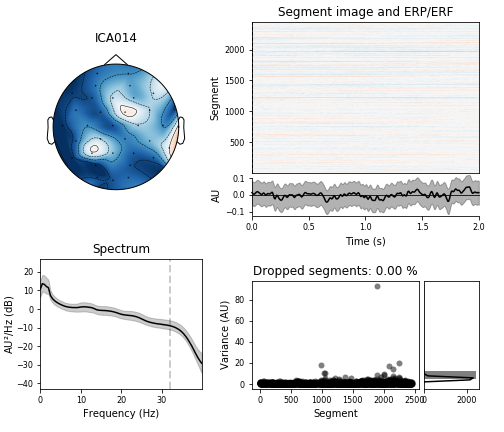 ICA014
Segment image and ERP/ERF
Segment
2000
1500
1000
500
AU
0.1
0.0
−0.1
0.0 0.5 1.0 1.5 2.0
Time (s)
Spectrum
AU²/Hz (dB)
20
10
0
−10
−20
−30
−40
0 10 20 30
Frequency (Hz)
Dropped segments: 0.00 %
Variance (AU)
80
60
40
20
0
0 500 1000 1500 2000 2500
Segment
0 2000